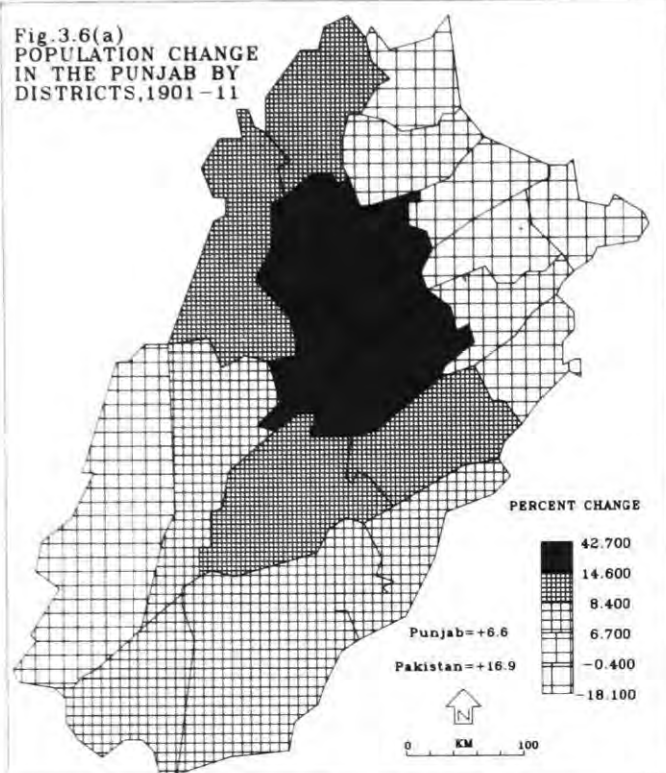 Fig.3.6(a)
POPULATION CHANGE
IN THE PUNJAB BY
DISTRICTS,1901-11
PERCENT CHANGE
42.700
14.600
8.400
6.700
-0.400
-18.100
Punjab=+6.6
Pakistan=+16.9
N
0 KM 100